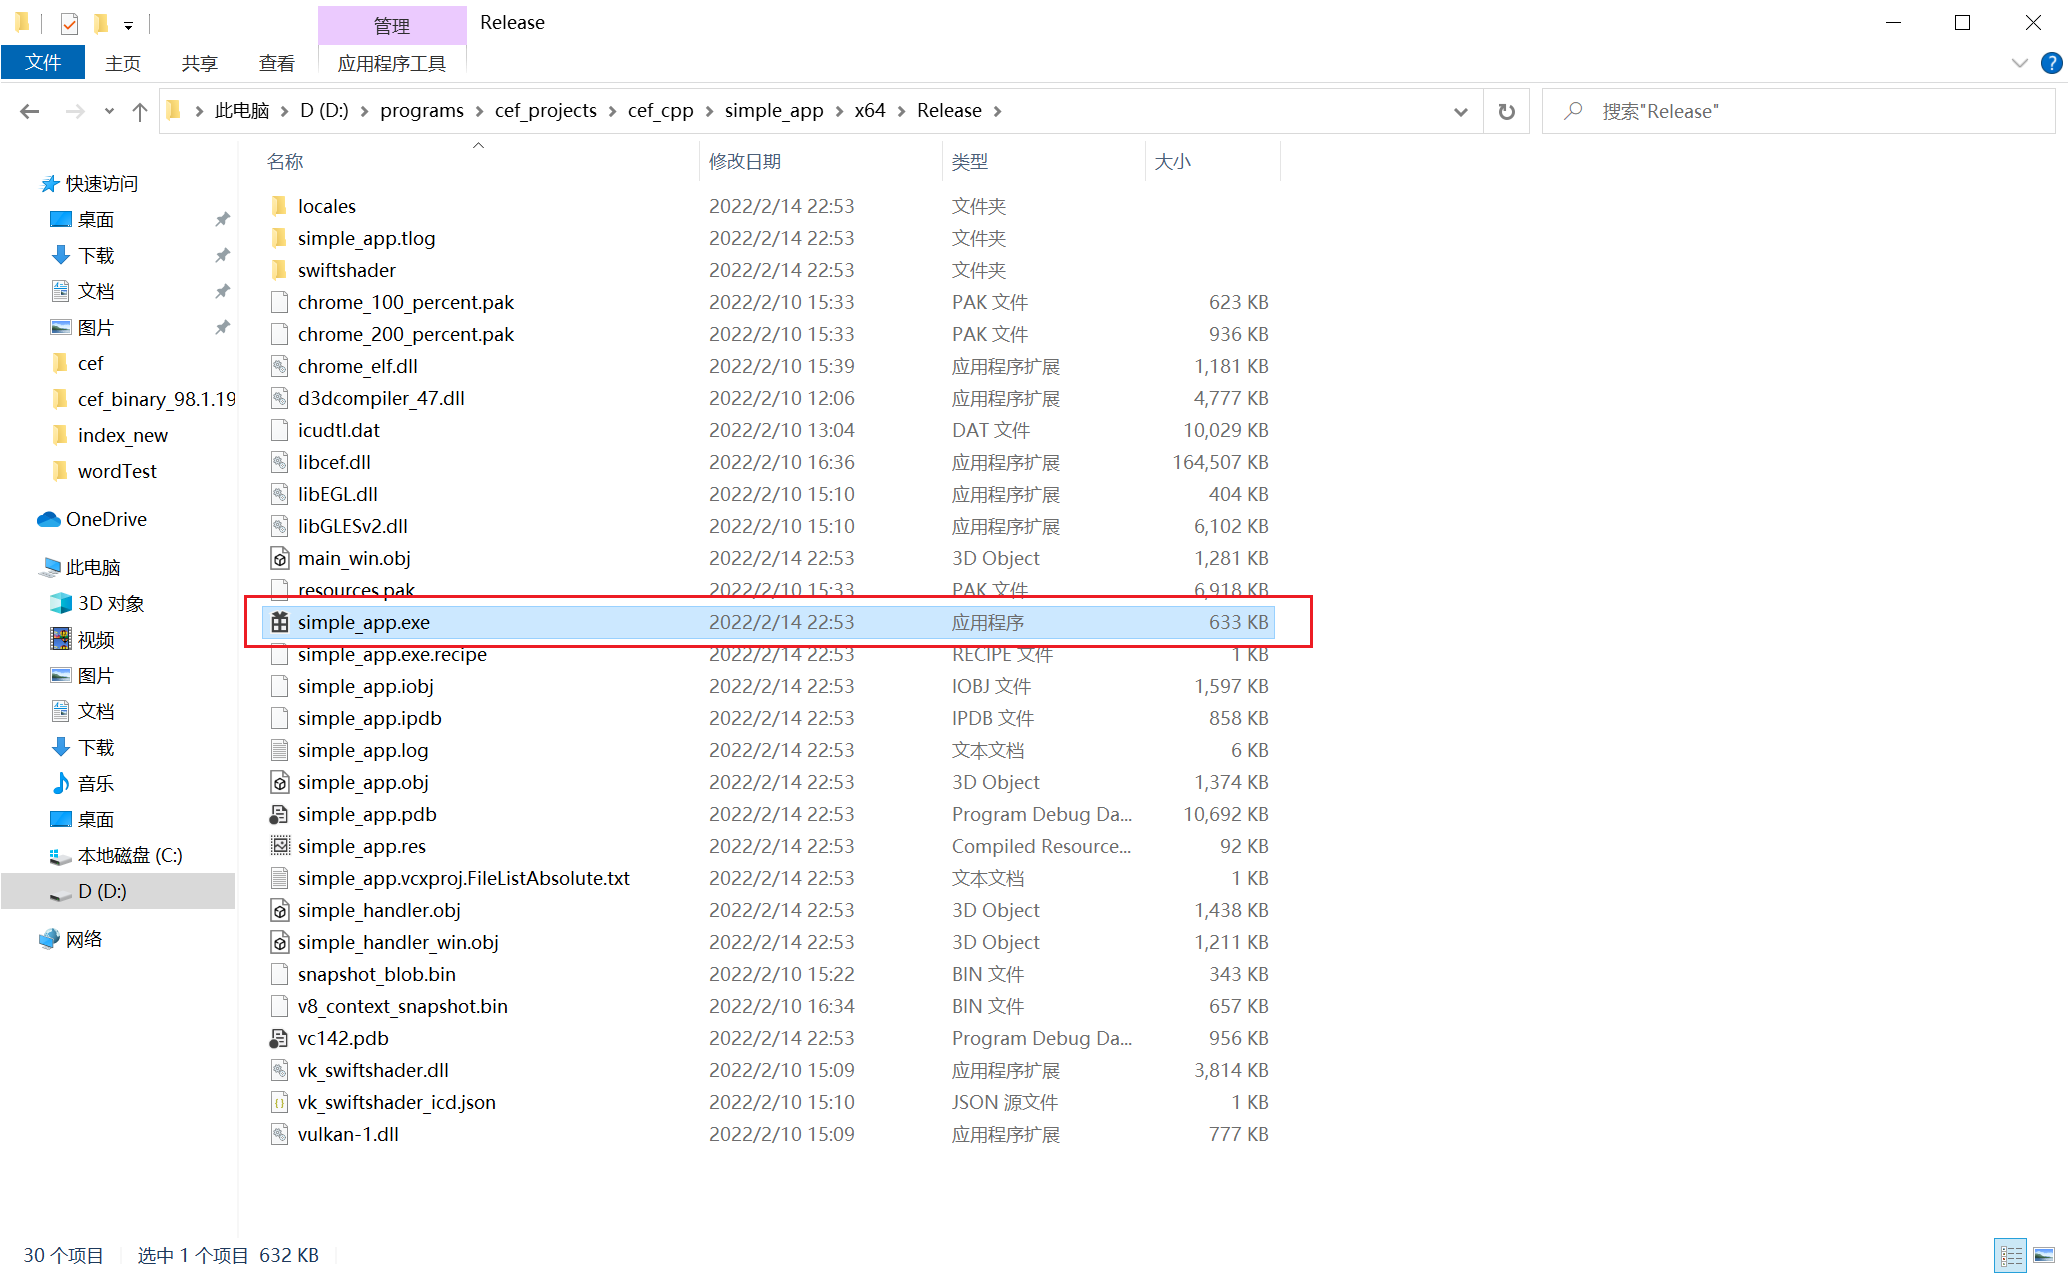 管理 Release
文件 主页 共享 查看 应用程序工具
此电脑 D (D:) programs cef_projects cef_cpp simple_app x64 Release 搜索"Release"
名称 修改日期 类型 大小
快速访问
桌面
下载
文档
图片
cef
cef_binary_98.1.19
index_new
wordTest
OneDrive
此电脑
3D 对象
视频
图片
文档
下载
音乐
桌面
本地磁盘 (C:)
D (D:)
网络
locales 2022/2/14 22:53 文件夹
simple_app.tlog 2022/2/14 22:53 文件夹
swiftshader 2022/2/14 22:53 文件夹
chrome_100_percent.pak 2022/2/10 15:33 PAK 文件 623 KB
chrome_200_percent.pak 2022/2/10 15:33 PAK 文件 936 KB
chrome_elf.dll 2022/2/10 15:39 应用程序扩展 1,181 KB
d3dcompiler_47.dll 2022/2/10 12:06 应用程序扩展 4,777 KB
icudtl.dat 2022/2/10 13:04 DAT 文件 10,029 KB
libcef.dll 2022/2/10 16:36 应用程序扩展 164,507 KB
libEGL.dll 2022/2/10 15:10 应用程序扩展 404 KB
libGLESv2.dll 2022/2/10 15:10 应用程序扩展 6,102 KB
main_win.obj 2022/2/14 22:53 3D Object 1,281 KB
resources.pak 2022/2/10 15:33 PAK 文件 6,918 KB
simple_app.exe 2022/2/14 22:53 应用程序 633 KB
simple_app.exe.recipe 2022/2/14 22:53 RECIPE 文件 1 KB
simple_app.iobj 2022/2/14 22:53 IOBJ 文件 1,597 KB
simple_app.ipdb 2022/2/14 22:53 IPDB 文件 858 KB
simple_app.log 2022/2/14 22:53 文本文档 6 KB
simple_app.obj 2022/2/14 22:53 3D Object 1,374 KB
simple_app.pdb 2022/2/14 22:53 Program Debug Da... 10,692 KB
simple_app.res 2022/2/14 22:53 Compiled Resource... 92 KB
simple_app.vcxproj.FileListAbsolute.txt 2022/2/14 22:53 文本文档 1 KB
simple_handler.obj 2022/2/14 22:53 3D Object 1,438 KB
simple_handler_win.obj 2022/2/14 22:53 3D Object 1,211 KB
snapshot_blob.bin 2022/2/10 15:22 BIN 文件 343 KB
v8_context_snapshot.bin 2022/2/10 16:34 BIN 文件 657 KB
vc142.pdb 2022/2/14 22:53 Program Debug Da... 956 KB
vk_swiftshader.dll 2022/2/10 15:09 应用程序扩展 3,814 KB
vk_swiftshader_icd.json 2022/2/10 15:10 JSON 源文件 1 KB
vulkan-1.dll 2022/2/10 15:09 应用程序扩展 777 KB
30 个项目 选中 1 个项目 632 KB